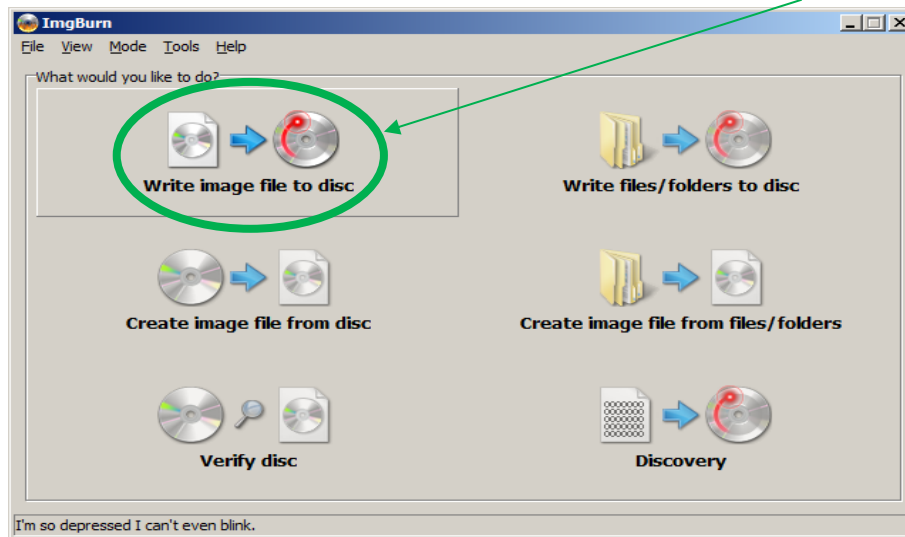 ImgBurn
File View Mode Tools Help
What would you like to do?
Write image file to disc
Write files/folders to disc
Create image file from disc
Create image file from files/folders
Verify disc
Discovery
I'm so depressed I can't even blink.